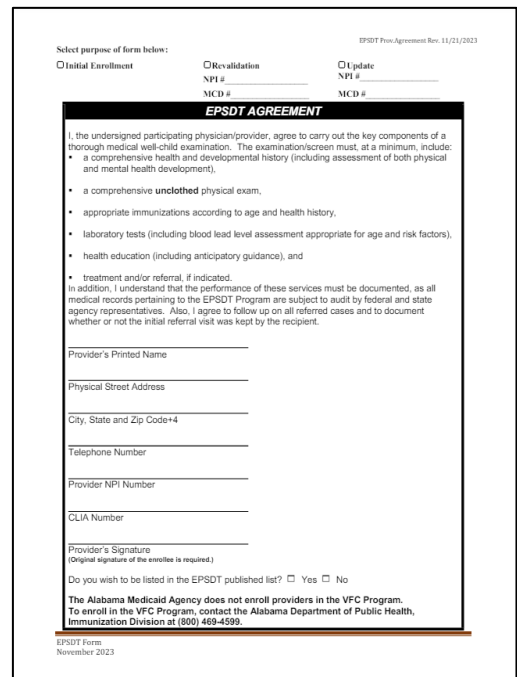 EPSDT Prov.Agreement Rev. 11/21/2023
Select purpose of form below:
Initial Enrollment Revalidation Update
NPI #
NPI #
MCD # MCD #
EPSDT AGREEMENT
I, the undersigned participating physician/provider, agree to carry out the key components of a
thorough medical well-child examination. The examination/screen must, at a minimum, include:
• a comprehensive health and developmental history (including assessment of both physical
and mental health development),
• a comprehensive unclothed physical exam,
• appropriate immunizations according to age and health history,
• laboratory tests (including blood lead level assessment appropriate for age and risk factors),
• health education (including anticipatory guidance), and
• treatment and/or referral, if indicated.
In addition, I understand that the performance of these services must be documented, as all
medical records pertaining to the EPSDT Program are subject to audit by federal and state
agency representatives. Also, I agree to follow up on all referred cases and to document
whether or not the initial referral visit was kept by the recipient.
Provider's Printed Name
Physical Street Address
City, State and Zip Code+4
Telephone Number
Provider NPI Number
CLIA Number
Provider's Signature
(Original signature of the enrollee is required.)
Do you wish to be listed in the EPSDT published list? ☐ Yes ☐ No
The Alabama Medicaid Agency does not enroll providers in the VFC Program.
To enroll in the VFC Program, contact the Alabama Department of Public Health,
Immunization Division at (800) 469-4599.
EPSDT Form
November 2023